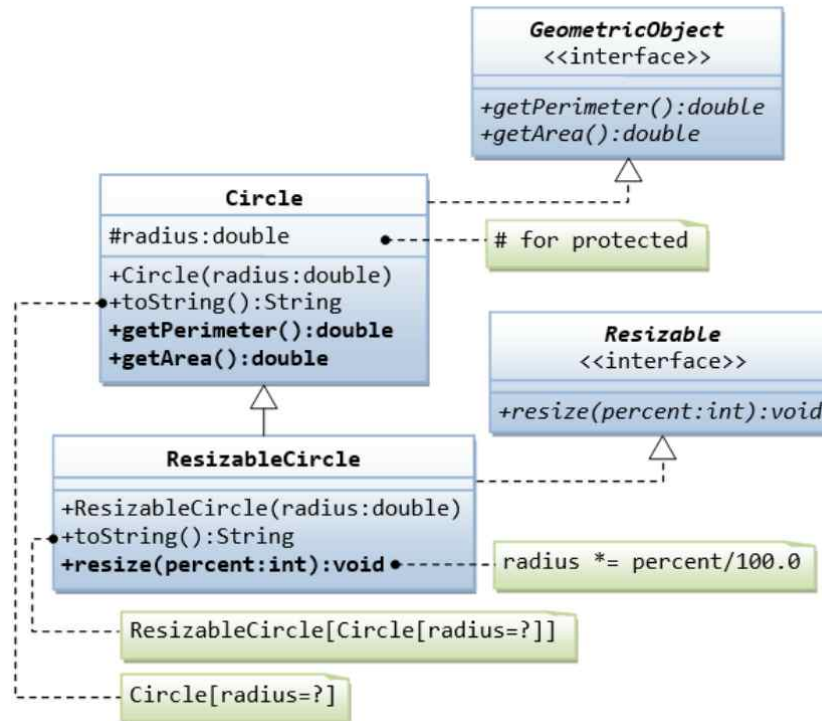 GeometricObject
<<interface>>
+getPerimeter():double
+getArea():double
Circle
#radius:double
# for protected
+Circle(radius:double)
+toString():String
+getPerimeter():double
+getArea():double
Resizable
<<interface>>
+resize(percent:int):void
ResizableCircle
+ResizableCircle(radius:double)
+toString():String
+resize(percent:int):void
radius *= percent/100.0
ResizableCircle[Circle[radius=?]]
Circle[radius=?]